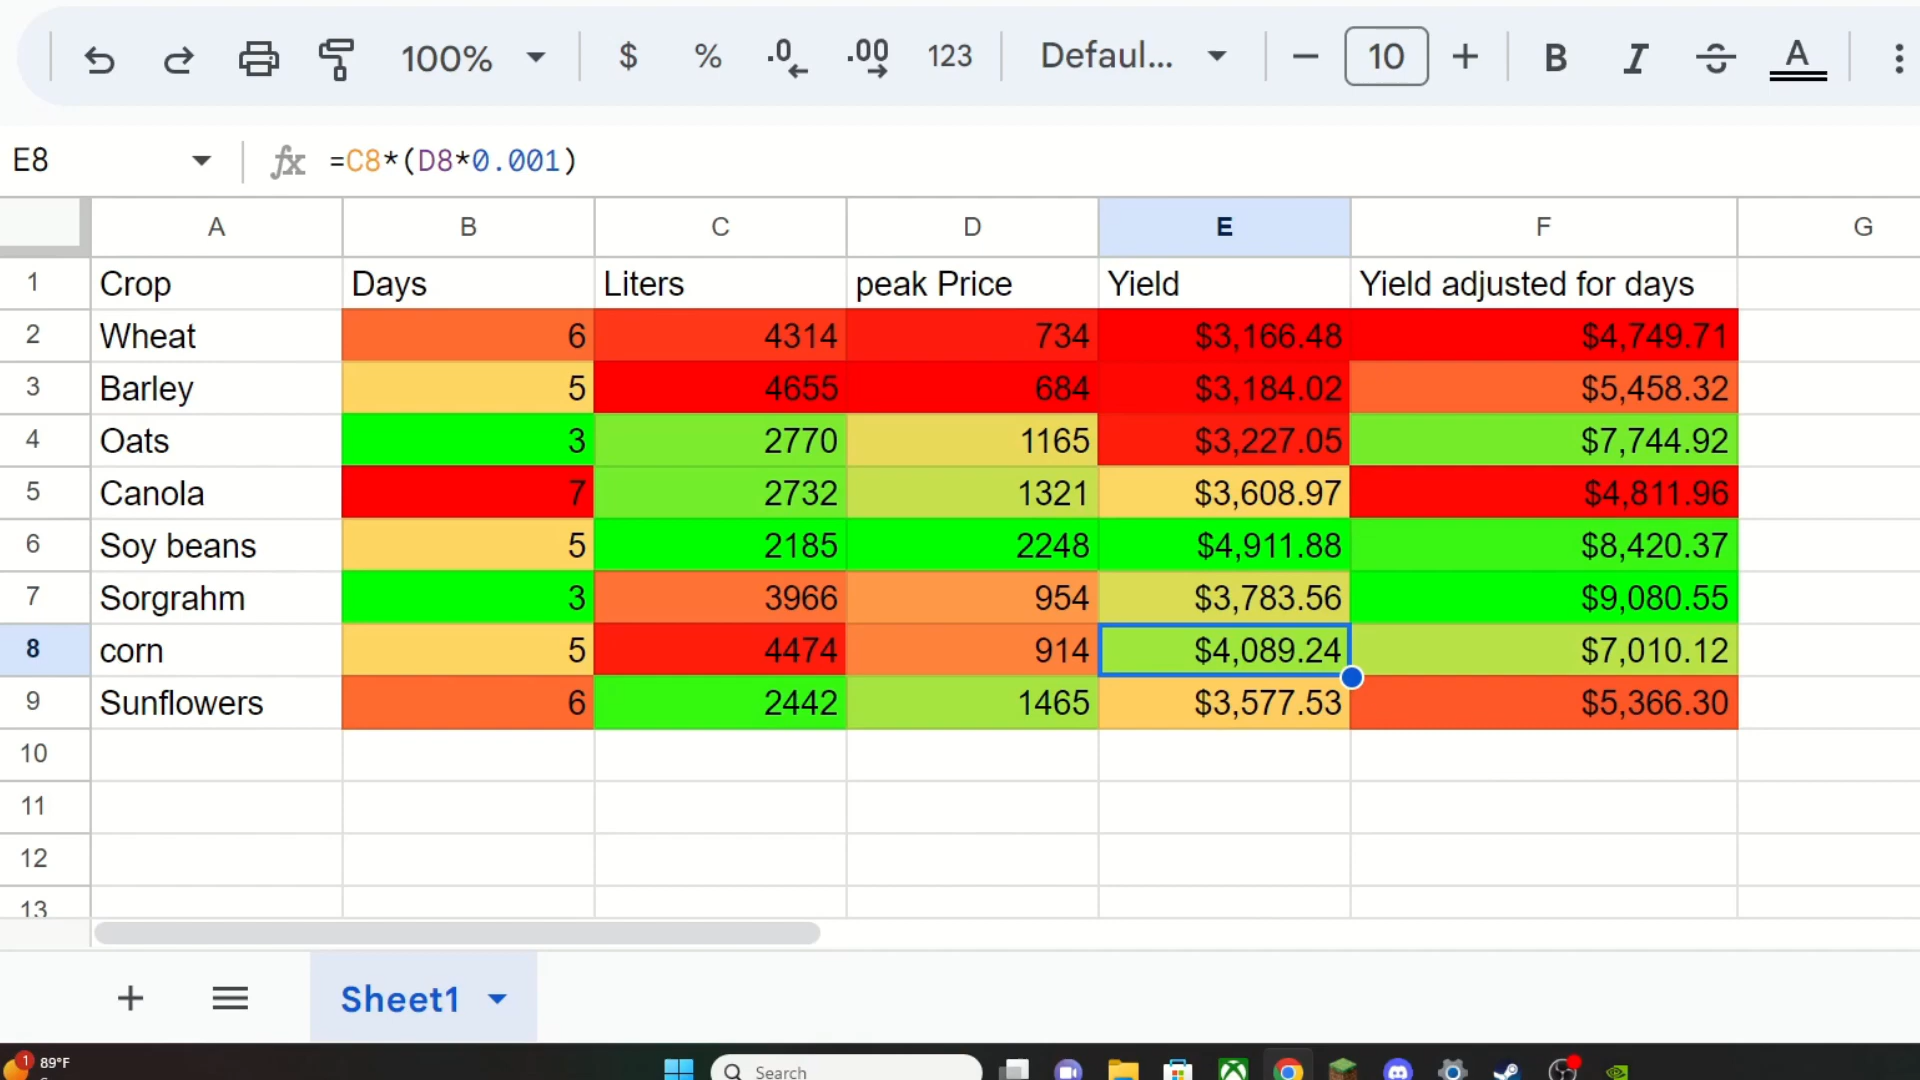 100% $ % .0 .00 123 Defaul... 10 B I S A
E8 fx =C8*(D8*0.001)
A B C D E F G
1 Crop Days Liters peak Price Yield Yield adjusted for days
2 Wheat 6 4314 734 $3,166.48 $4,749.71
3 Barley 5 4655 684 $3,184.02 $5,458.32
4 Oats 3 2770 1165 $3,227.05 $7,744.92
5 Canola 7 2732 1321 $3,608.97 $4,811.96
6 Soy beans 5 2185 2248 $4,911.88 $8,420.37
7 Sorgrahm 3 3966 954 $3,783.56 $9,080.55
8 corn 5 4474 914 $4,089.24 $7,010.12
9 Sunflowers 6 2442 1465 $3,577.53 $5,366.30
10
11
12
13
Sheet1
1 89°F
Search